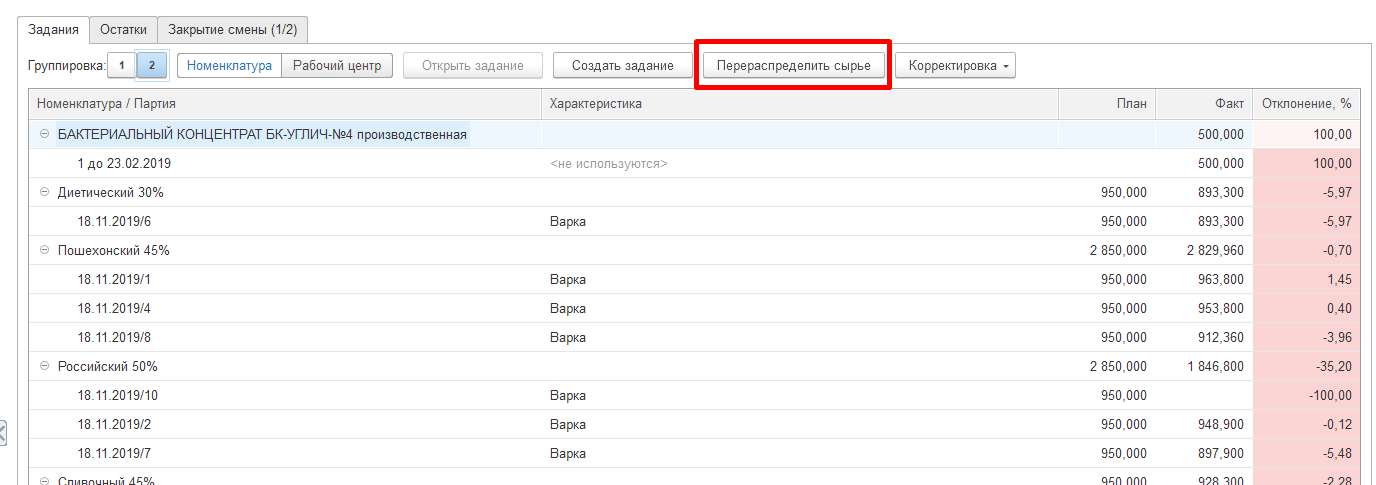 Задания Остатки Закрытие смены (1/2)
Группировка: 1 2 Номенклатура Рабочий центр Открыть задание Создать задание Перераспределить сырье Корректировка
Номенклатура / Партия Характеристика План Факт Отклонение, %
БАКТЕРИАЛЬНЫЙ КОНЦЕНТРАТ БК-УГЛИЧ-№4 производственная 500,000 100,00
1 до 23.02.2019 <не используются> 500,000 100,00
Диетический 30% 950,000 893,300 -5,97
18.11.2019/6 Варка 950,000 893,300 -5,97
Пошехонский 45% 2 850,000 2 829,960 -0,70
18.11.2019/1 Варка 950,000 963,800 1,45
18.11.2019/4 Варка 950,000 953,800 0,40
18.11.2019/8 Варка 950,000 912,360 -3,96
Российский 50% 2 850,000 1 846,800 -35,20
18.11.2019/10 Варка 950,000 -100,00
18.11.2019/2 Варка 950,000 948,900 -0,12
18.11.2019/7 Варка 950,000 897,900 -5,48
Сливочный 45% 950,000 928,300 -2,28